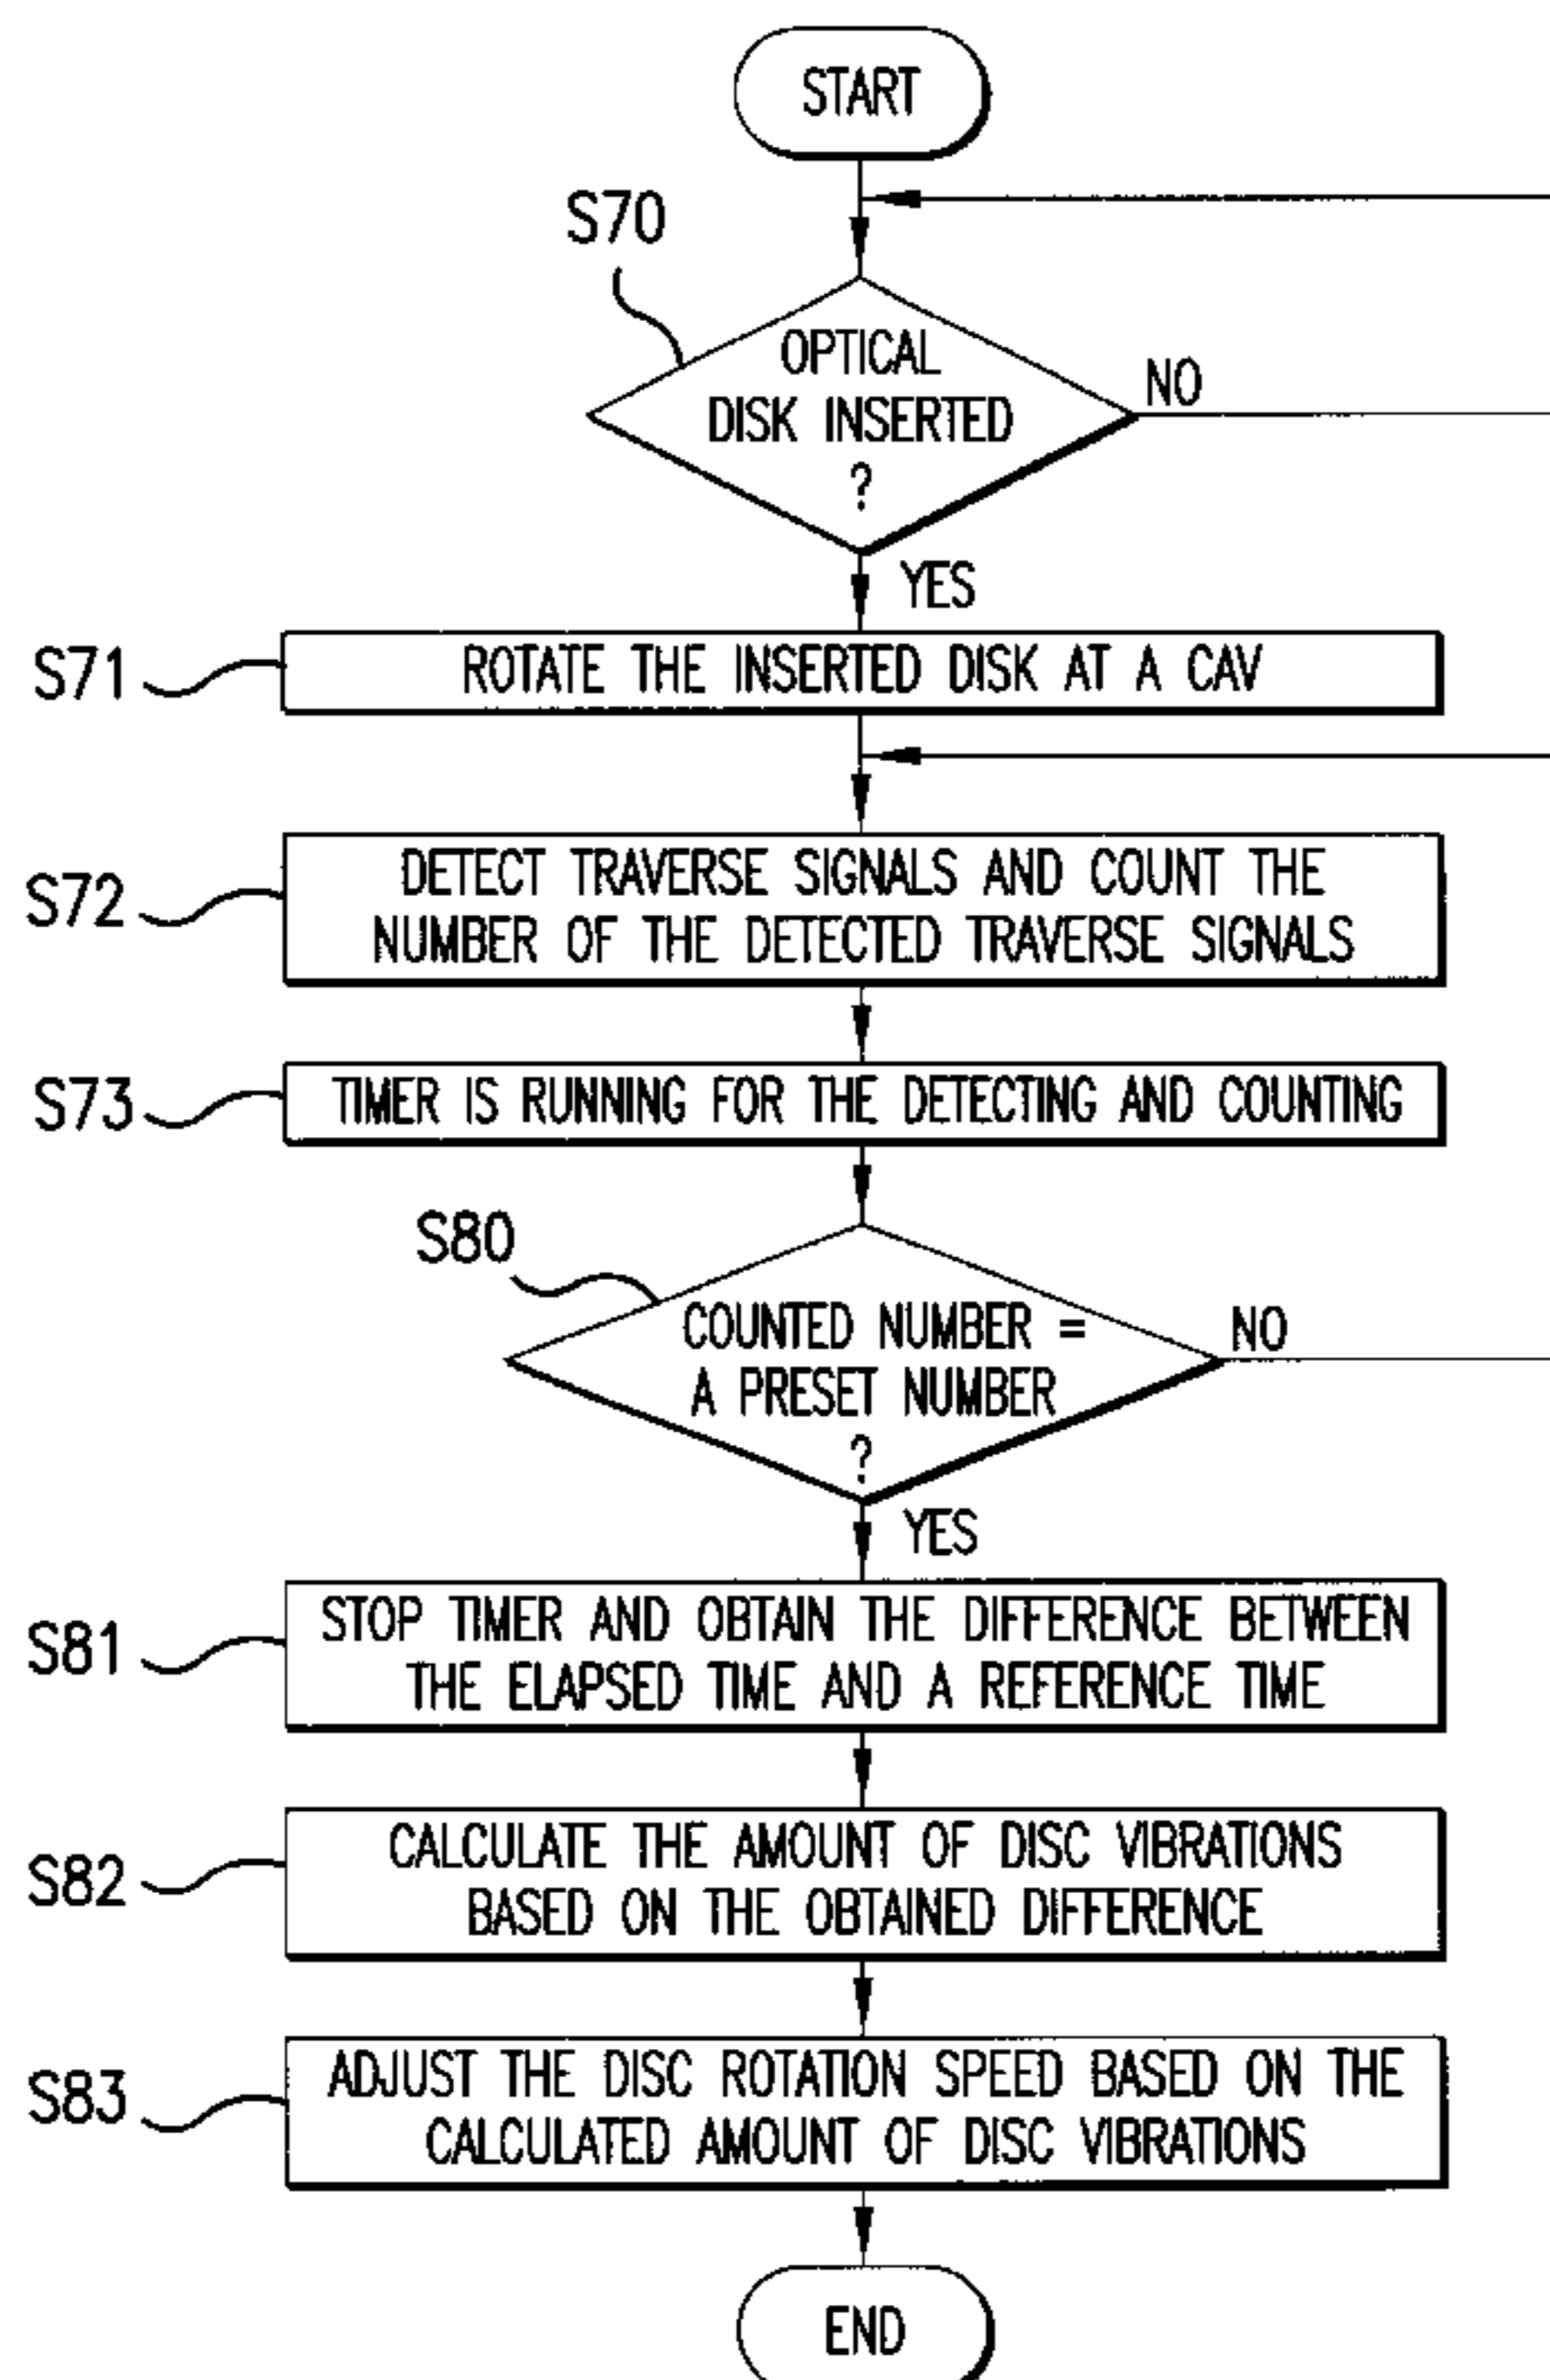 START
S70
OPTICAL
DISK INSERTED
?
NO
YES
S71
ROTATE THE INSERTED DISK AT A CAV
S72
DETECT TRAVERSE SIGNALS AND COUNT THE
NUMBER OF THE DETECTED TRAVERSE SIGNALS
S73
TIMER IS RUNNING FOR THE DETECTING AND COUNTING
S80
COUNTED NUMBER =
A PRESET NUMBER
?
NO
YES
S81
STOP TIMER AND OBTAIN THE DIFFERENCE BETWEEN
THE ELAPSED TIME AND A REFERENCE TIME
S82
CALCULATE THE AMOUNT OF DISC VIBRATIONS
BASED ON THE OBTAINED DIFFERENCE
S83
ADJUST THE DISC ROTATION SPEED BASED ON THE
CALCULATED AMOUNT OF DISC VIBRATIONS
END